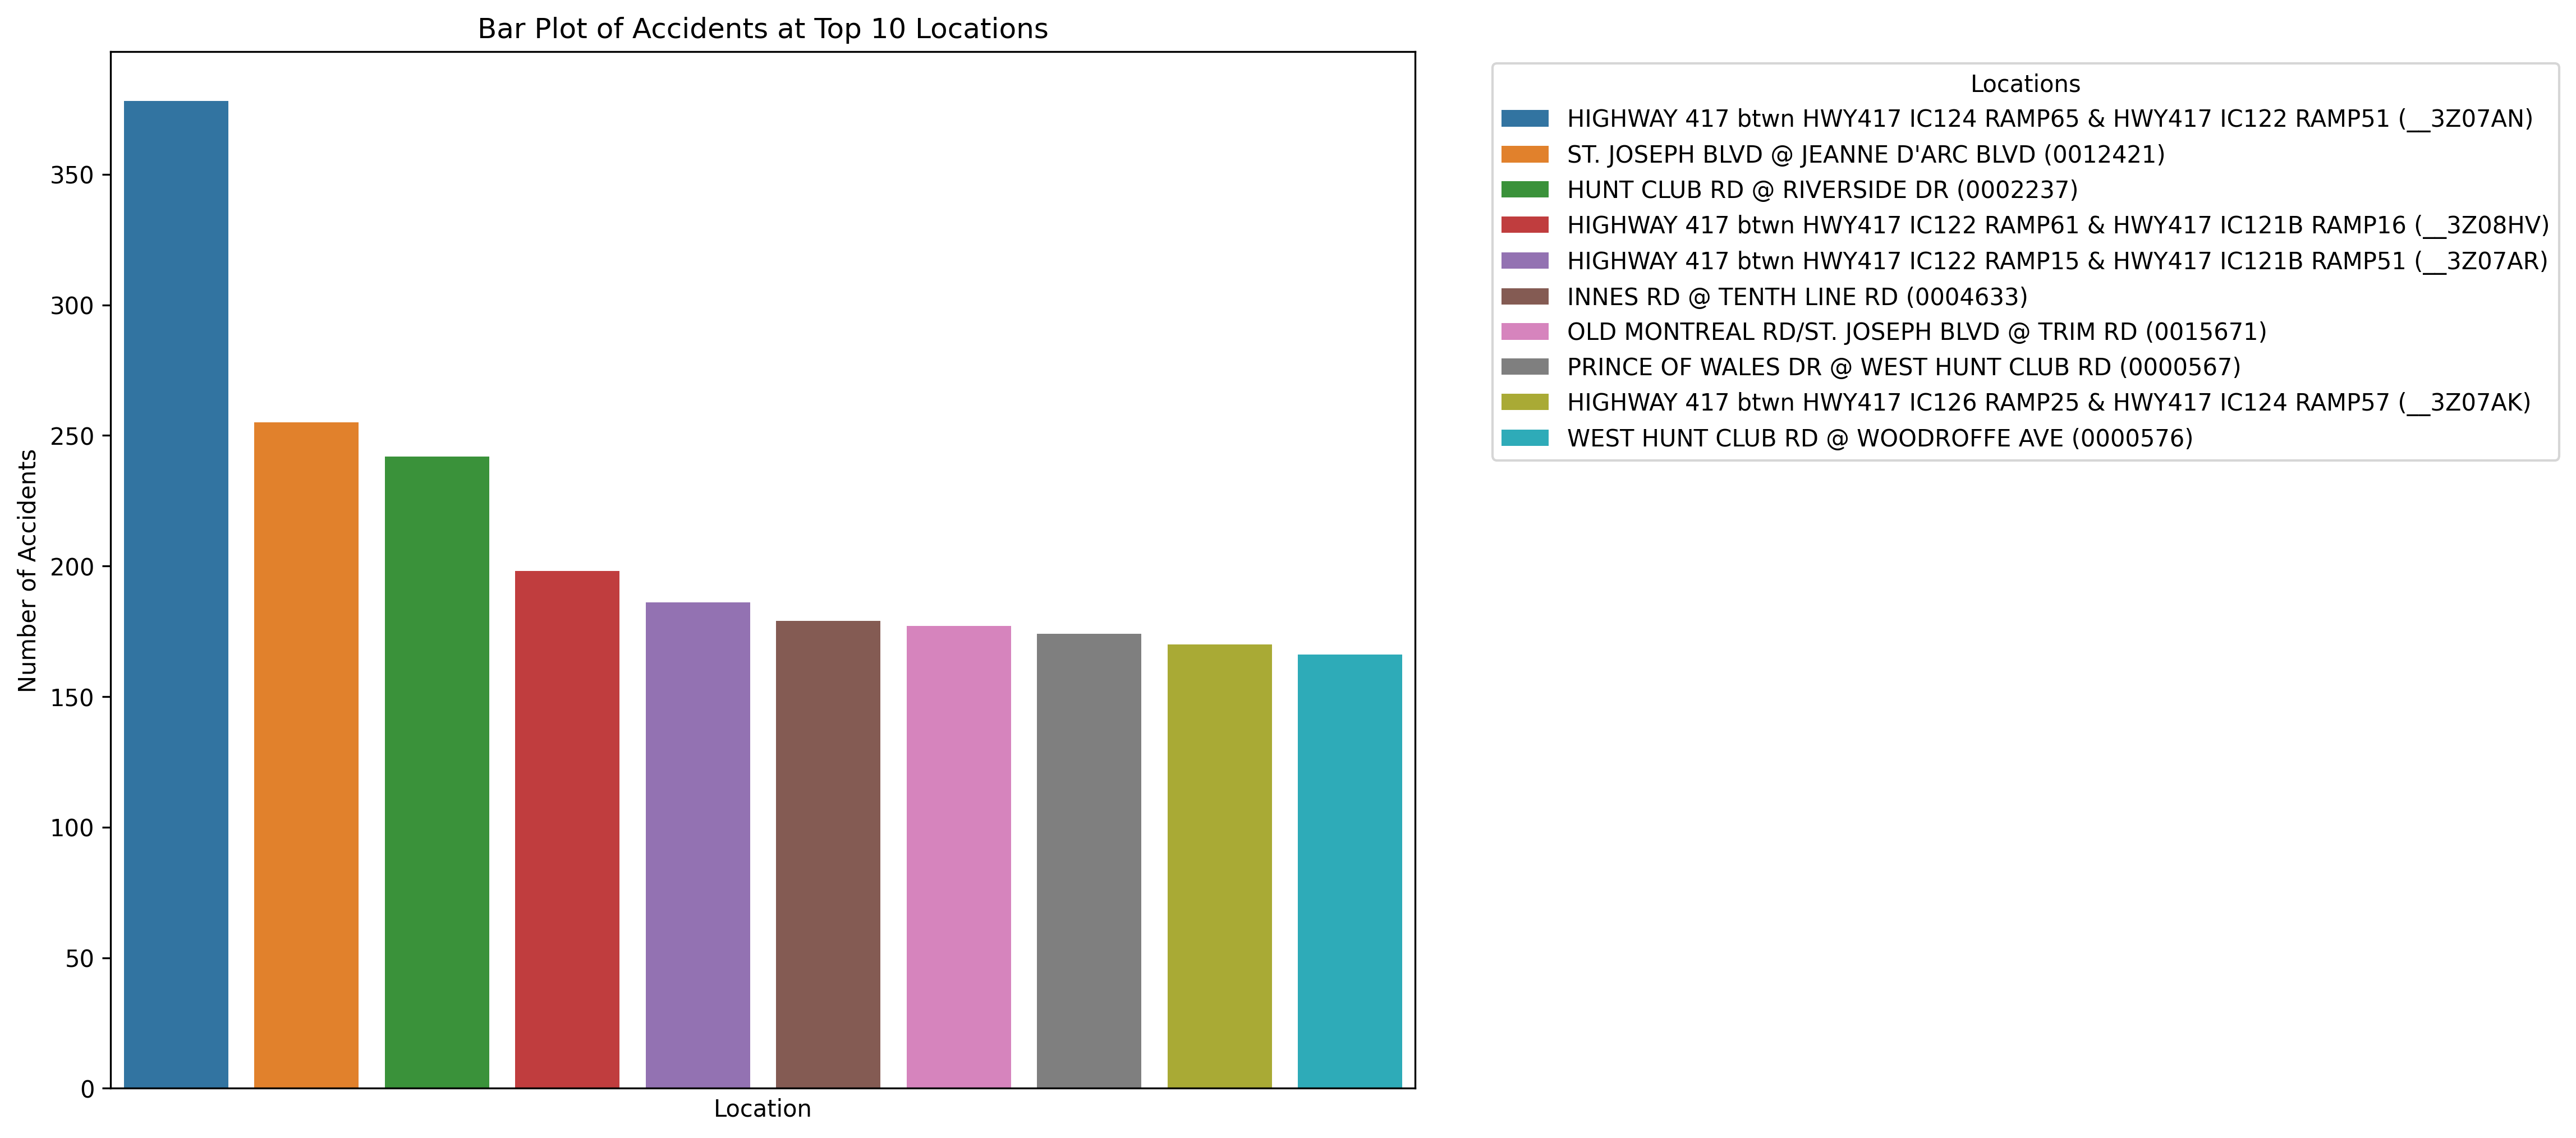 Bar Plot of Accidents at Top 10 Locations
Number of Accidents
350
300
250
200
150
100
50
0
Location
Locations
HIGHWAY 417 btwn HWY417 IC124 RAMP65 & HWY417 IC122 RAMP51 (__3Z07AN)
ST. JOSEPH BLVD @ JEANNE D'ARC BLVD (0012421)
HUNT CLUB RD @ RIVERSIDE DR (0002237)
HIGHWAY 417 btwn HWY417 IC122 RAMP61 & HWY417 IC121B RAMP16 (__3Z08HV)
HIGHWAY 417 btwn HWY417 IC122 RAMP15 & HWY417 IC121B RAMP51 (__3Z07AR)
INNES RD @ TENTH LINE RD (0004633)
OLD MONTREAL RD/ST. JOSEPH BLVD @ TRIM RD (0015671)
PRINCE OF WALES DR @ WEST HUNT CLUB RD (0000567)
HIGHWAY 417 btwn HWY417 IC126 RAMP25 & HWY417 IC124 RAMP57 (__3Z07AK)
WEST HUNT CLUB RD @ WOODROFFE AVE (0000576)